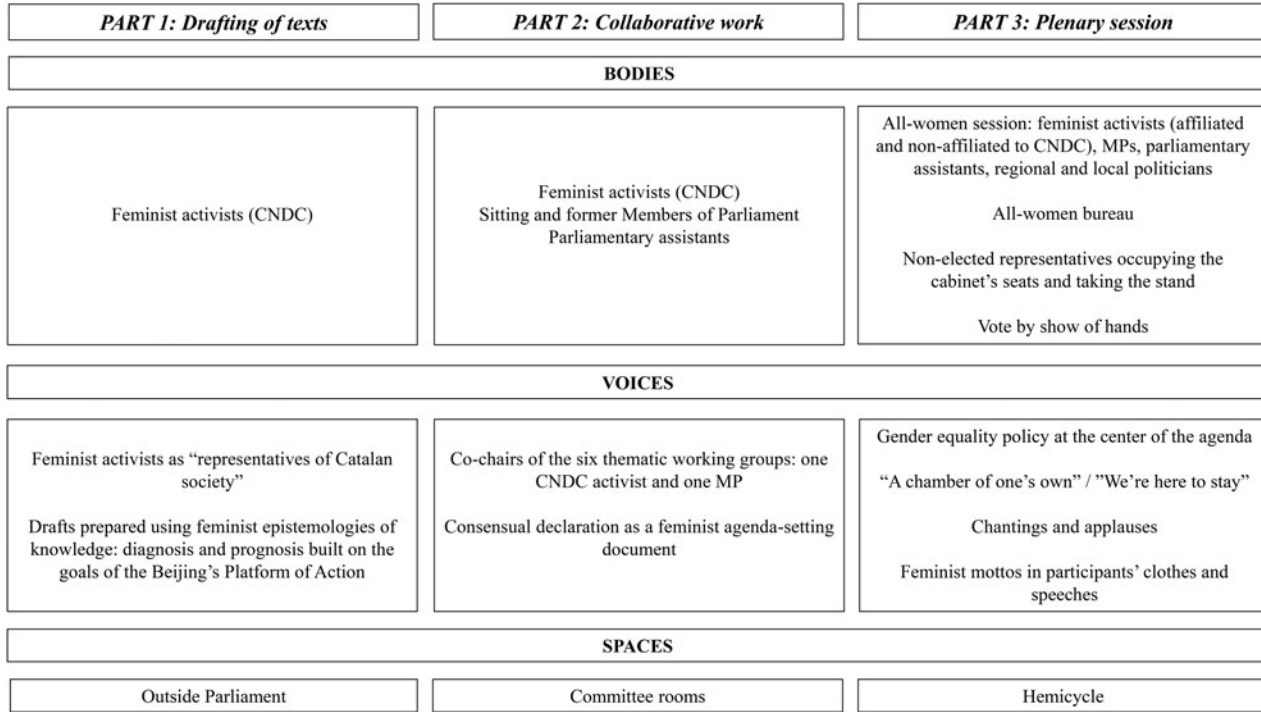 PART 1: Drafting of texts
PART 2: Collaborative work
PART 3: Plenary session
BODIES
Feminist activists (CNDC)
Feminist activists (CNDC)
Sitting and former Members of Parliament
Parliamentary assistants
All-women session: feminist activists (affiliated
and non-affiliated to CNDC), MPs, parliamentary
assistants, regional and local politicians
All-women bureau
Non-elected representatives occupying the
cabinet’s seats and taking the stand
Vote by show of hands
VOICES
Feminist activists as “representatives of Catalan
society”
Drafts prepared using feminist epistemologies of
knowledge: diagnosis and prognosis built on the
goals of the Beijing’s Platform of Action
Co-chairs of the six thematic working groups: one
CNDC activist and one MP
Consensual declaration as a feminist agenda-setting
document
Gender equality policy at the center of the agenda
“A chamber of one’s own” / ”We’re here to stay”
Chantings and applauses
Feminist mottos in participants’ clothes and
speeches
SPACES
Outside Parliament
Committee rooms
Hemicycle